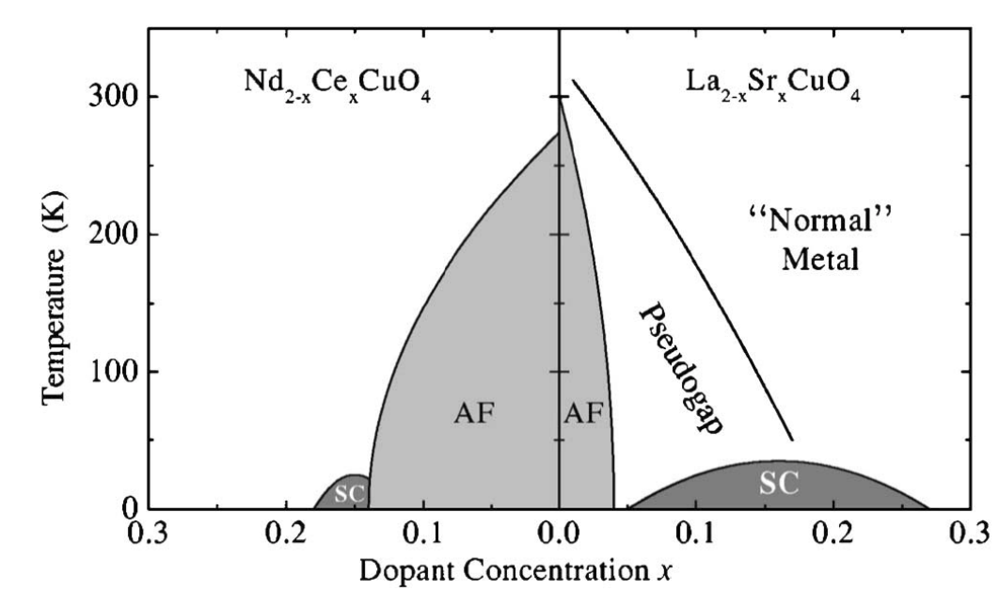 Nd2-xCexCuO4
La2-xSrxCuO4
300
“Normal”
Metal
200
Temperature (K)
Pseudogap
100
AF
AF
SC
SC
0
0.3
0.2
0.1
0.0
0.1
0.2
0.3
Dopant Concentration x